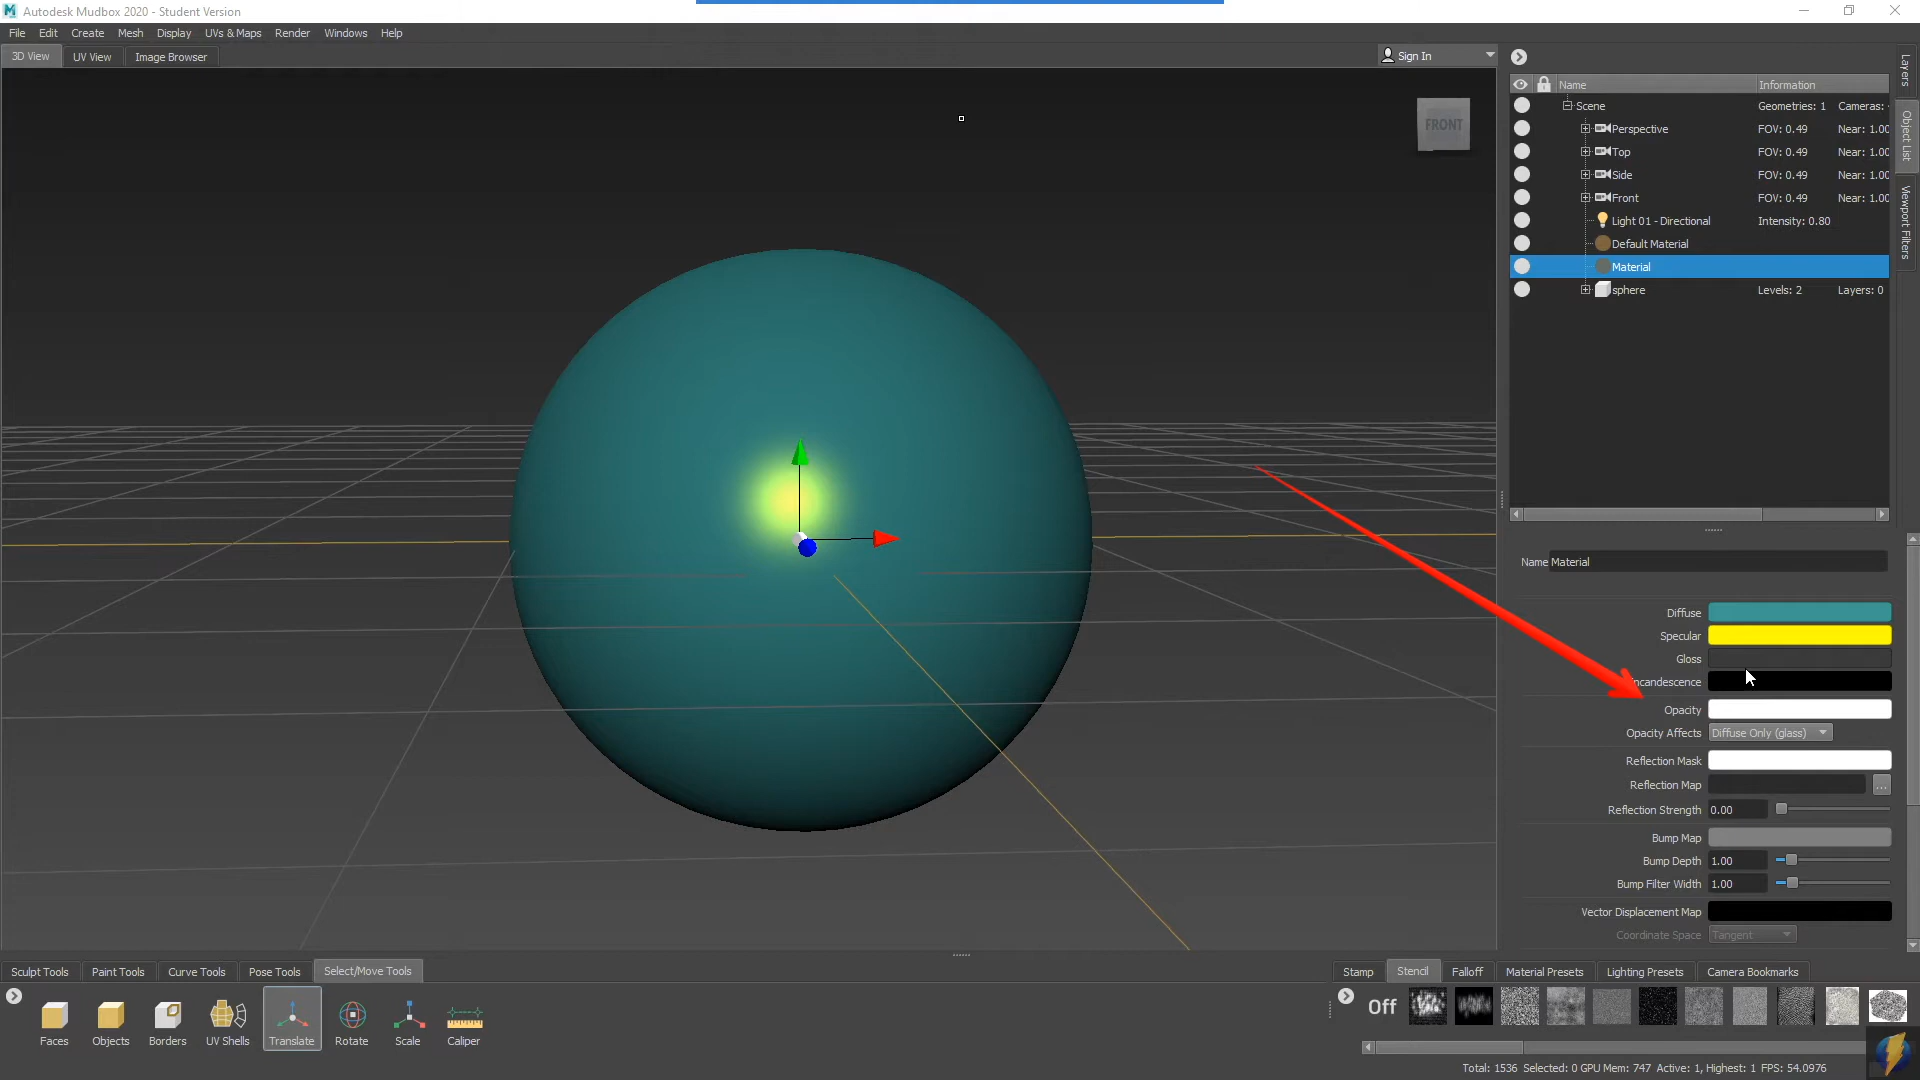 Autodesk Mudbox 2020 - Student Version
File Edit Create Mesh Display UVs & Maps Render Windows Help
3D View UV View Image Browser Sign In
FRONT
Name Information
Scene Geometries: 1 Cameras:
Perspective FOV: 0.49 Near: 1.00
Top FOV: 0.49 Near: 1.00
Side FOV: 0.49 Near: 1.00
Front FOV: 0.49 Near: 1.00
Light 01 - Directional Intensity: 0.80
Default Material
Material
sphere Levels: 2 Layers: 0
Layers
Object List
Viewport Filters
Name Material
Diffuse
Specular
Gloss
ncandescence
Opacity
Opacity Affects Diffuse Only (glass)
Reflection Mask
Reflection Map ...
Reflection Strength 0.00
Bump Map
Bump Depth 1.00
Bump Filter Width 1.00
Vector Displacement Map
Coordinate Space Tangent
Sculpt Tools Paint Tools Curve Tools Pose Tools Select/Move Tools
Faces Objects Borders UV Shells Translate Rotate Scale Caliper
Stamp Stencil Falloff Material Presets Lighting Presets Camera Bookmarks
Off
Total: 1536 Selected: 0 GPU Mem: 747 Active: 1, Highest: 1 FPS: 54.0976